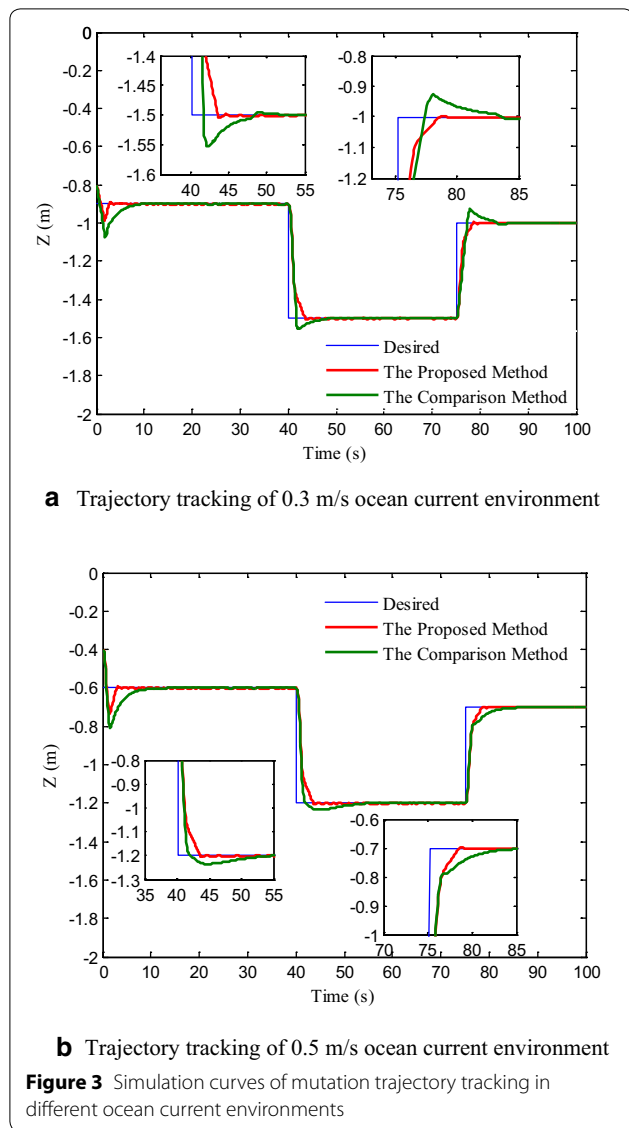 0
-0.2
-0.4
-0.6
-0.8
-1
-1.2
-1.4
-1.6
-1.8
-2
Z (m)
-1.4
-1.45
-1.5
-1.55
-1.6
40 45 50 55
-0.8
-0.9
-1
-1.1
-1.2
75 80 85
Desired
The Proposed Method
The Comparison Method
0 10 20 30 40 50 60 70 80 90 100
Time (s)
a Trajectory tracking of 0.3 m/s ocean current environment
0
-0.2
-0.4
-0.6
-0.8
-1
-1.2
-1.4
-1.6
-1.8
-2
Z (m)
Desired
The Proposed Method
The Comparison Method
-0.8
-0.9
-1
-1.1
-1.2
-1.3
35 40 45 50 55
-0.6
-0.7
-0.8
-0.9
-1
70 75 80 85
0 10 20 30 40 50 60 70 80 90 100
Time (s)
b Trajectory tracking of 0.5 m/s ocean current environment
Figure 3 Simulation curves of mutation trajectory tracking in
different ocean current environments